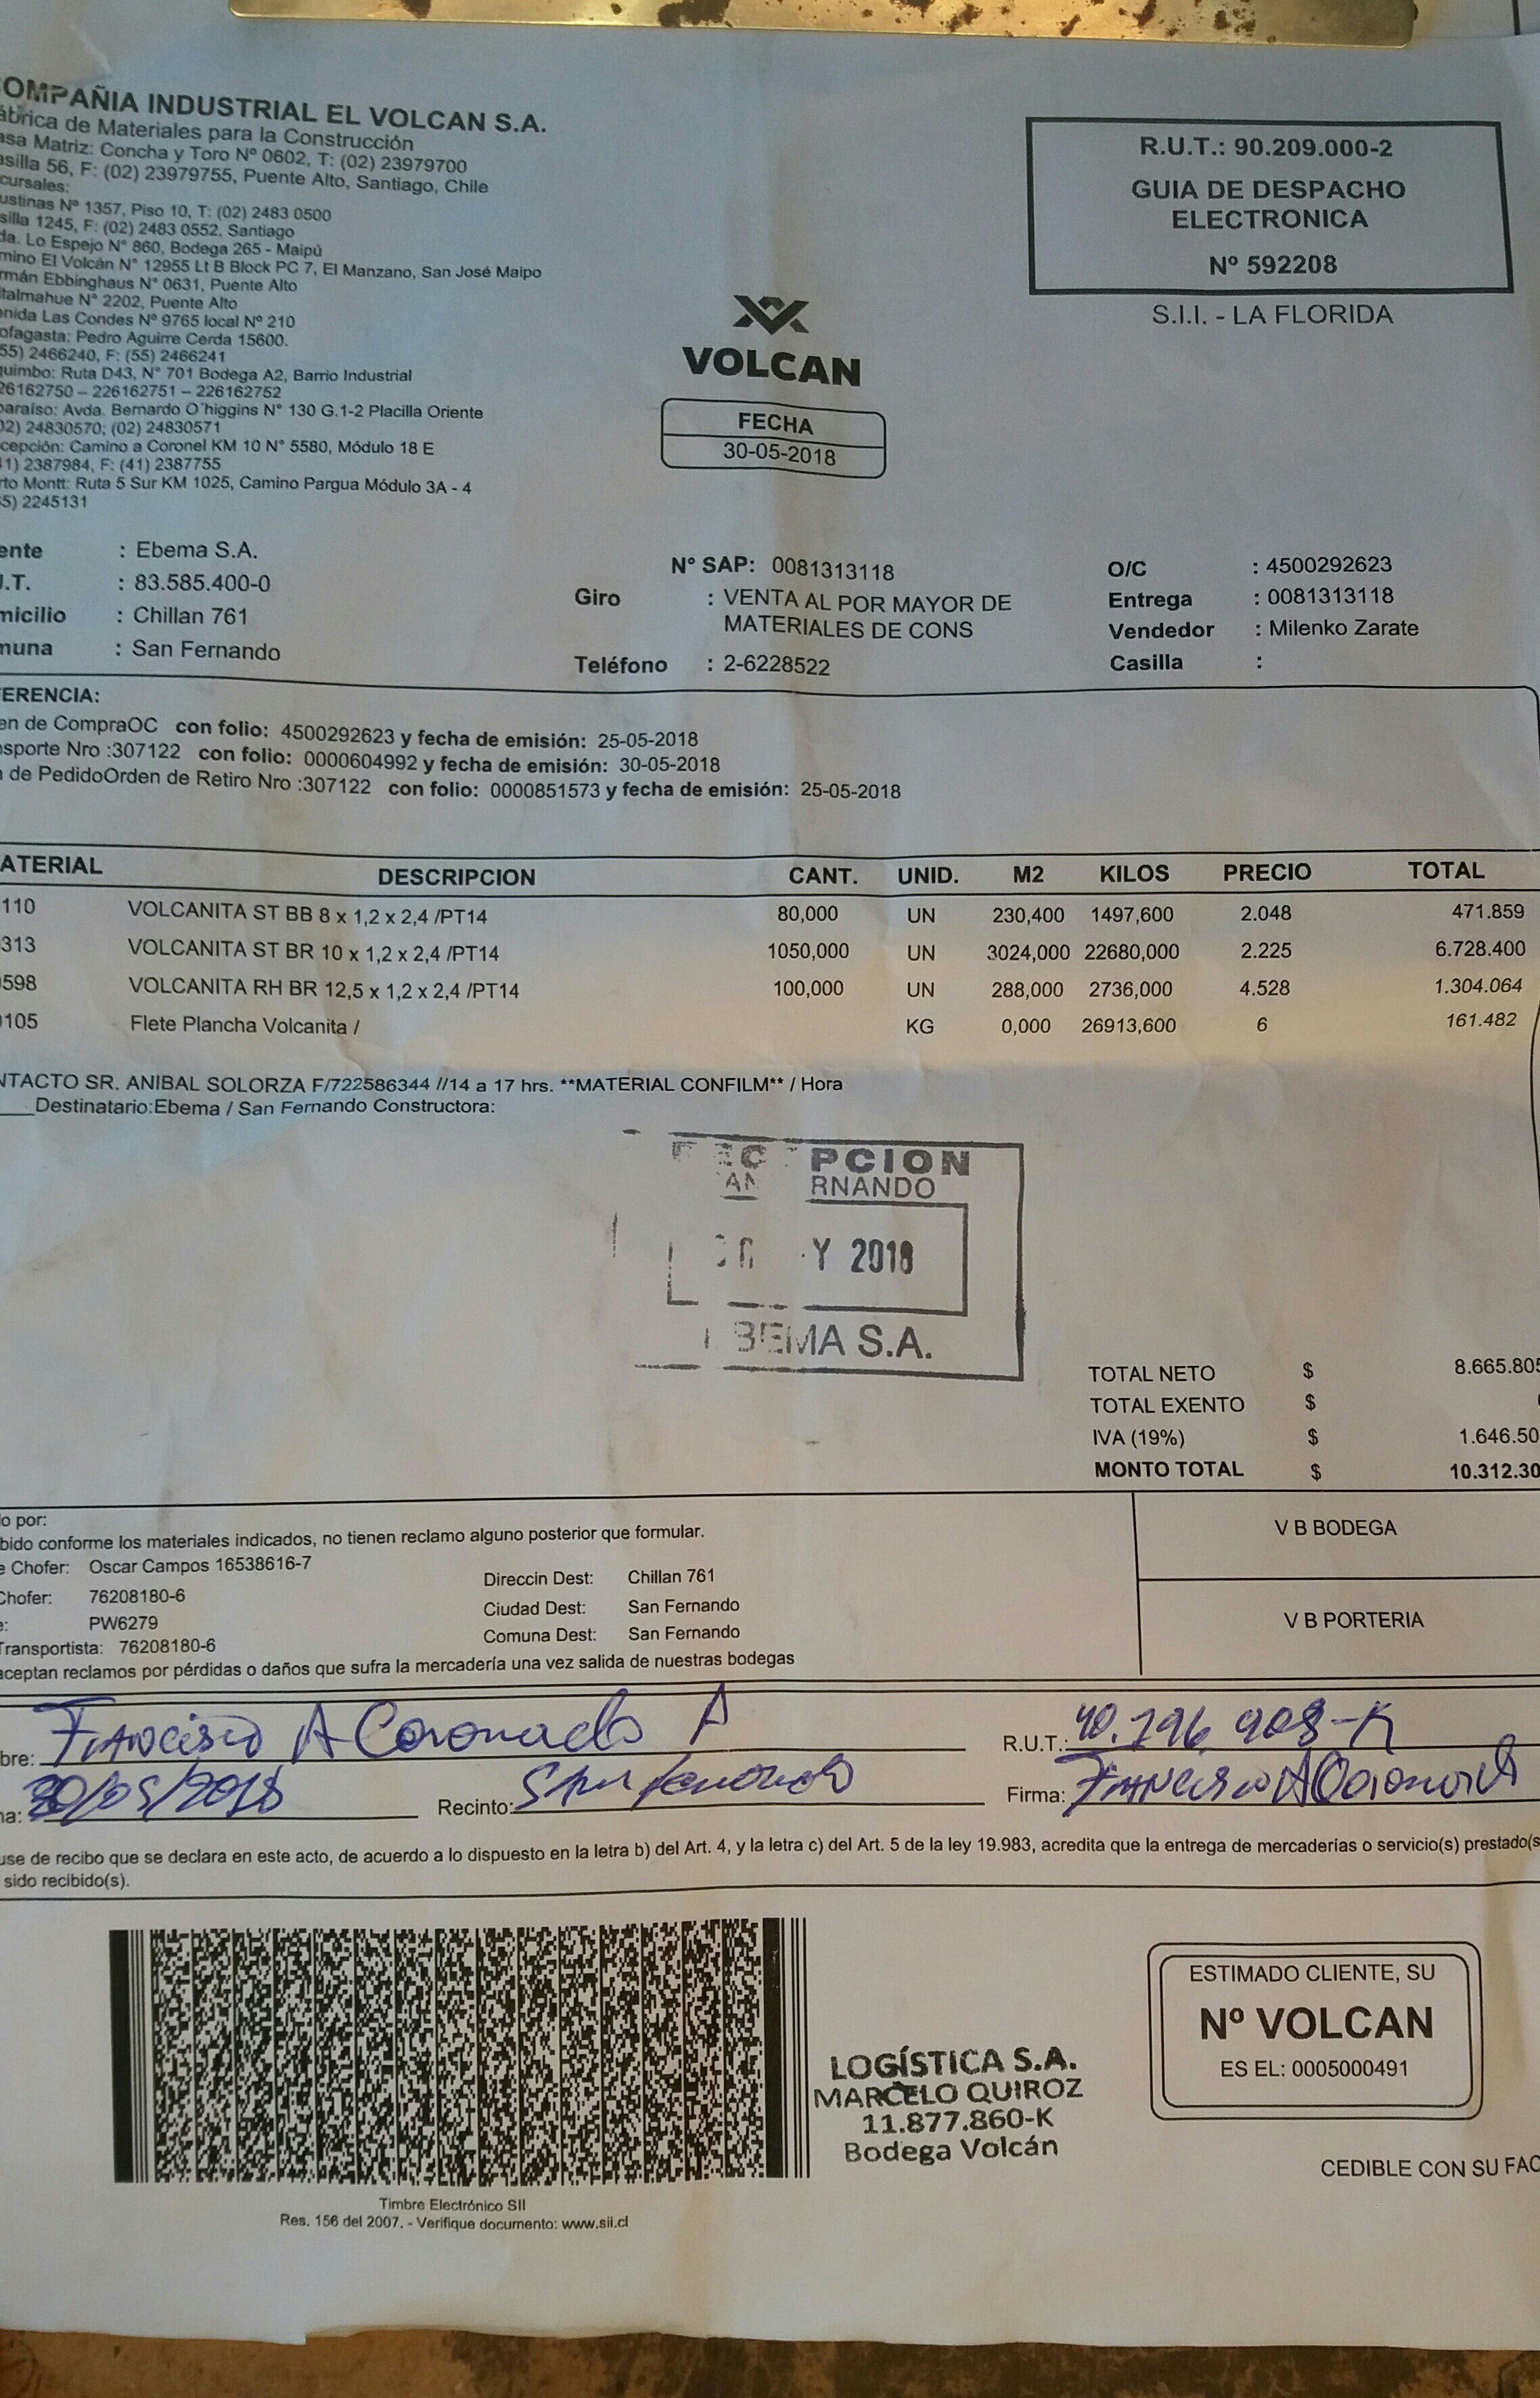 OMPAÑIA INDUSTRIAL EL VOLCAN S.A.
ábrica de Materiales para la Construcción
asa Matriz: Concha y Toro Nº 0602, T: (02) 23979700
asilla 56, F: (02) 23979755, Puente Alto, Santiago, Chile
cursales:
ustinas Nº 1357, Piso 10, T: (02) 2483 0500
silla 1245, F: (02) 2483 0552, Santiago
da. Lo Espejo N° 860, Bodega 265 - Maipú
mino El Volcán N° 12955 Lt B Block PC 7, El Manzano, San José Maipo
rmán Ebbinghaus N° 0631, Puente Alto
italmahue N° 2202, Puente Alto
enida Las Condes Nº 9765 local Nº 210
ofagasta: Pedro Aguirre Cerda 15600.
55) 2466240, F: (55) 2466241
quimbo: Ruta D43, N° 701 Bodega A2, Barrio Industrial
26162750 – 226162751 – 226162752
paraíso: Avda. Bernardo O'higgins N° 130 G.1-2 Placilla Oriente
02) 24830570; (02) 24830571
cepción: Camino a Coronel KM 10 N° 5580, Módulo 18 E
41) 2387984, F: (41) 2387755
rto Montt: Ruta 5 Sur KM 1025, Camino Pargua Módulo 3A - 4
65) 2245131
R.U.T.: 90.209.000-2
GUIA DE DESPACHO
ELECTRONICA
Nº 592208
S.I.I. - LA FLORIDA
VOLCAN
FECHA
30-05-2018
ente : Ebema S.A.
.T. : 83.585.400-0
micilio : Chillan 761
muna : San Fernando
N° SAP: 0081313118
Giro : VENTA AL POR MAYOR DE
MATERIALES DE CONS
Teléfono : 2-6228522
O/C : 4500292623
Entrega : 0081313118
Vendedor : Milenko Zarate
Casilla :
FERENCIA:
en de CompraOC con folio: 4500292623 y fecha de emisión: 25-05-2018
nsporte Nro :307122 con folio: 0000604992 y fecha de emisión: 30-05-2018
n de PedidoOrden de Retiro Nro :307122 con folio: 0000851573 y fecha de emisión: 25-05-2018
ATERIAL DESCRIPCION CANT. UNID. M2 KILOS PRECIO TOTAL
110 VOLCANITA ST BB 8 x 1,2 x 2,4 /PT14 80,000 UN 230,400 1497,600 2.048 471.859
313 VOLCANITA ST BR 10 x 1,2 x 2,4 /PT14 1050,000 UN 3024,000 22680,000 2.225 6.728.400
0598 VOLCANITA RH BR 12,5 x 1,2 x 2,4 /PT14 100,000 UN 288,000 2736,000 4.528 1.304.064
0105 Flete Plancha Volcanita / KG 0,000 26913,600 6 161.482
NTACTO SR. ANIBAL SOLORZA F/722586344 //14 a 17 hrs. **MATERIAL CONFILM** / Hora
___Destinatario:Ebema / San Fernando Constructora:
PCION
RNANDO
Y 2018
BEMA S.A.
TOTAL NETO $ 8.665.805
TOTAL EXENTO $
IVA (19%) $ 1.646.50
MONTO TOTAL $ 10.312.30
o por:
bido conforme los materiales indicados, no tienen reclamo alguno posterior que formular.
e Chofer: Oscar Campos 16538616-7
Chofer: 76208180-6
e: PW6279
Transportista: 76208180-6
Direccin Dest: Chillan 761
Ciudad Dest: San Fernando
Comuna Dest: San Fernando
aceptan reclamos por pérdidas o daños que sufra la mercadería una vez salida de nuestras bodegas
V B BODEGA
V B PORTERIA
bre: Francisco A Coronado A R.U.T.: 10.196.908-K
na: 30/05/2018 Recinto: San Fernando Firma: Francisco A Coronado
use de recibo que se declara en este acto, de acuerdo a lo dispuesto en la letra b) del Art. 4, y la letra c) del Art. 5 de la ley 19.983, acredita que la entrega de mercaderías o servicio(s) prestado(s
sido recibido(s).
Timbre Electrónico SII
Res. 156 del 2007. - Verifique documento: www.sii.cl
LOGÍSTICA S.A.
MARCELO QUIROZ
11.877.860-K
Bodega Volcán
ESTIMADO CLIENTE, SU
Nº VOLCAN
ES EL: 0005000491
CEDIBLE CON SU FAC